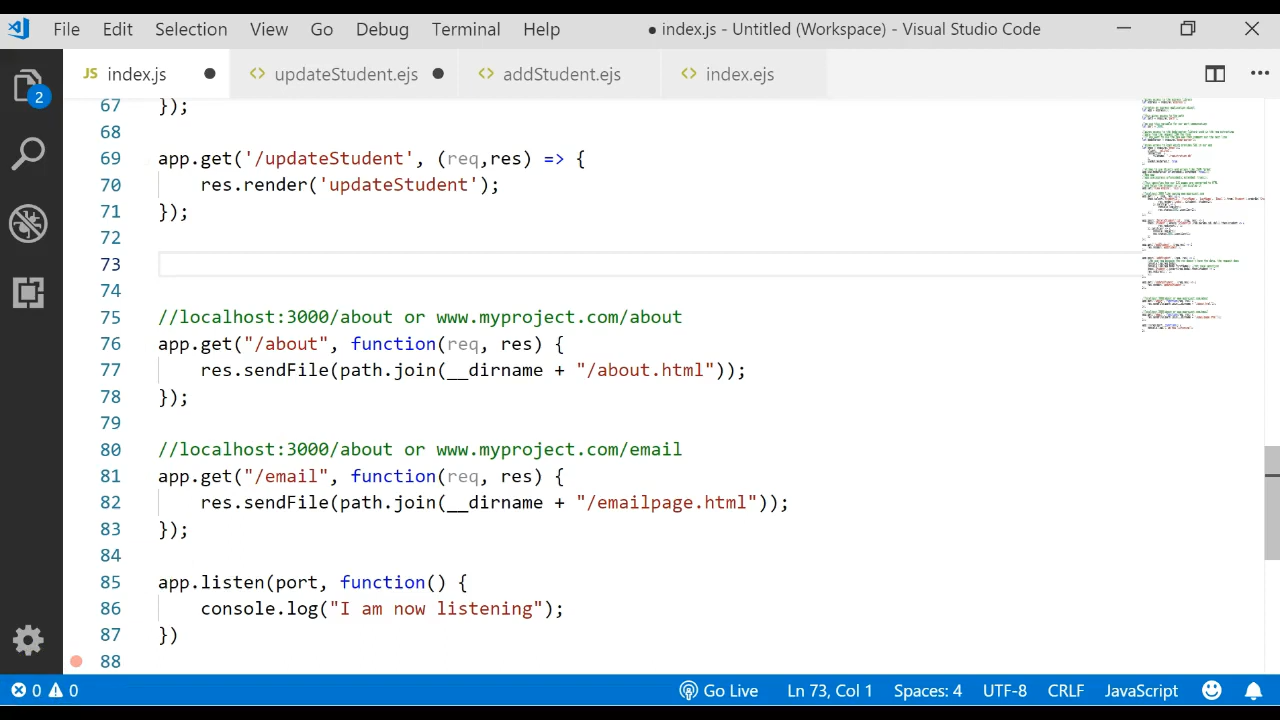 File Edit Selection View Go Debug Terminal Help ● index.js - Untitled (Workspace) - Visual Studio Code
JS index.js updateStudent.ejs addStudent.ejs index.ejs
2
67 });
68
69 app.get('/updateStudent', (req,res) => {
70 res.render('updateStudent');
71 });
72
73
74
75 //localhost:3000/about or www.myproject.com/about
76 app.get("/about", function(req, res) {
77 res.sendFile(path.join(__dirname + "/about.html"));
78 });
79
80 //localhost:3000/about or www.myproject.com/email
81 app.get("/email", function(req, res) {
82 res.sendFile(path.join(__dirname + "/emailpage.html"));
83 });
84
85 app.listen(port, function() {
86 console.log("I am now listening");
87 })
88
0 0 Go Live Ln 73, Col 1 Spaces: 4 UTF-8 CRLF JavaScript